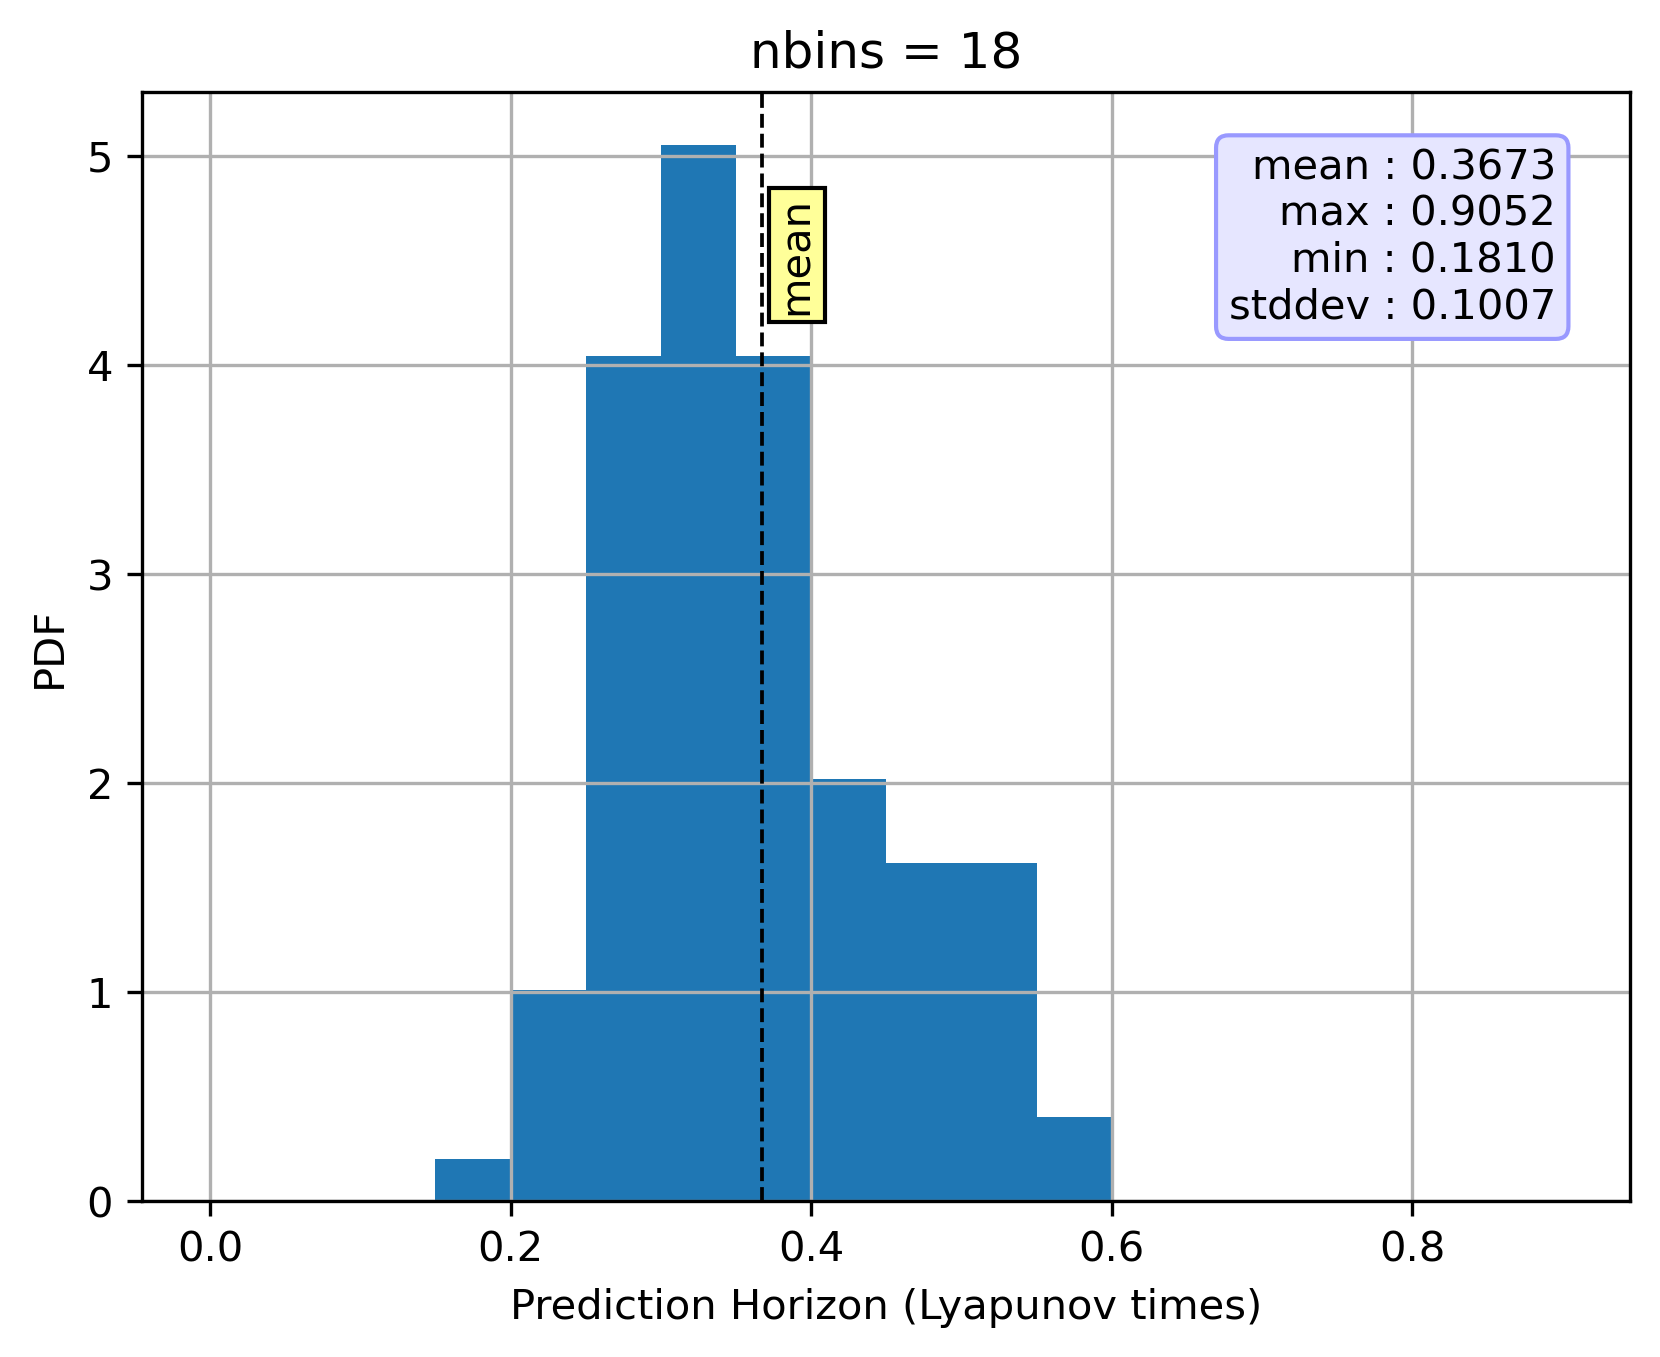 nbins = 18
mean : 0.3673
max : 0.9052
min : 0.1810
stddev : 0.1007
mean
5
4
3
2
1
0
PDF
0.0 0.2 0.4 0.6 0.8
Prediction Horizon (Lyapunov times)